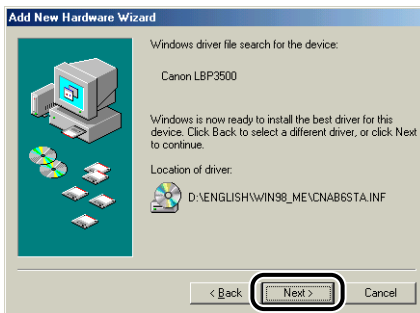 Add New Hardware Wizard
Windows driver file search for the device:
Canon LBP3500
Windows is now ready to install the best driver for this
device. Click Back to select a different driver, or click Next
to continue.
Location of driver:
D:\ENGLISH\WIN98_ME\CNAB6STA.INF
< Back Next > Cancel